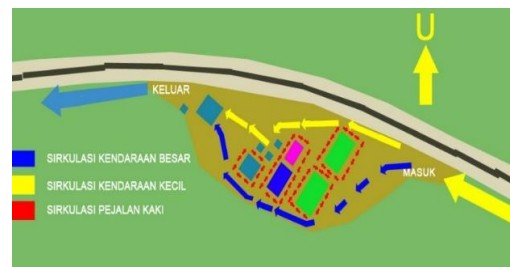 U
KELUAR
SIRKULASI KENDARAAN BESAR
MASUK
SIRKULASI KENDARAAN KECIL
SIRKULASI PEJALAN KAKI